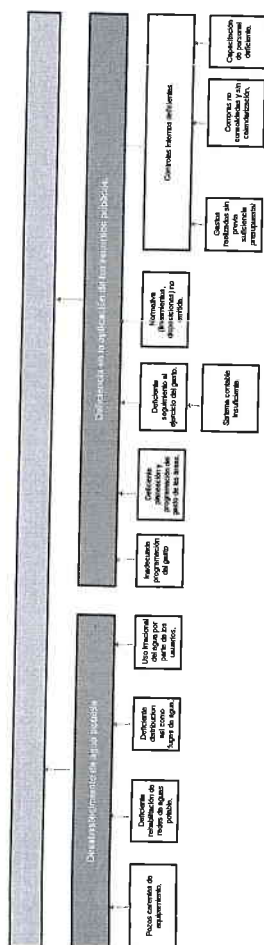 Desabastecimiento de agua potable
Deficiencia en la aplicación de los recursos públicos.
Pozos carentes de
equipamiento.
Deficiente
rehabilitación de
redes de aguas
potable.
Deficiente
distribucion
asi como
fugas de agua.
Uso irracional
del agua por
parte de los
usuarios.
Inadecuada
programación
del gasto
Deficiente
planeación y
programación del
gasto de las áreas.
Deficiente
seguimiento al
ejercicio del gasto.
Normativa
(lineamientos,
disposiciones) no
emitida.
Controles internos deficientes
Sistema contable
insuficiente.
Gastos
realizados sin
previa
suficiencia
presupuestal
Compras no
consolidadas y sin
calendarización.
Capacitación
de personal
deficiente.